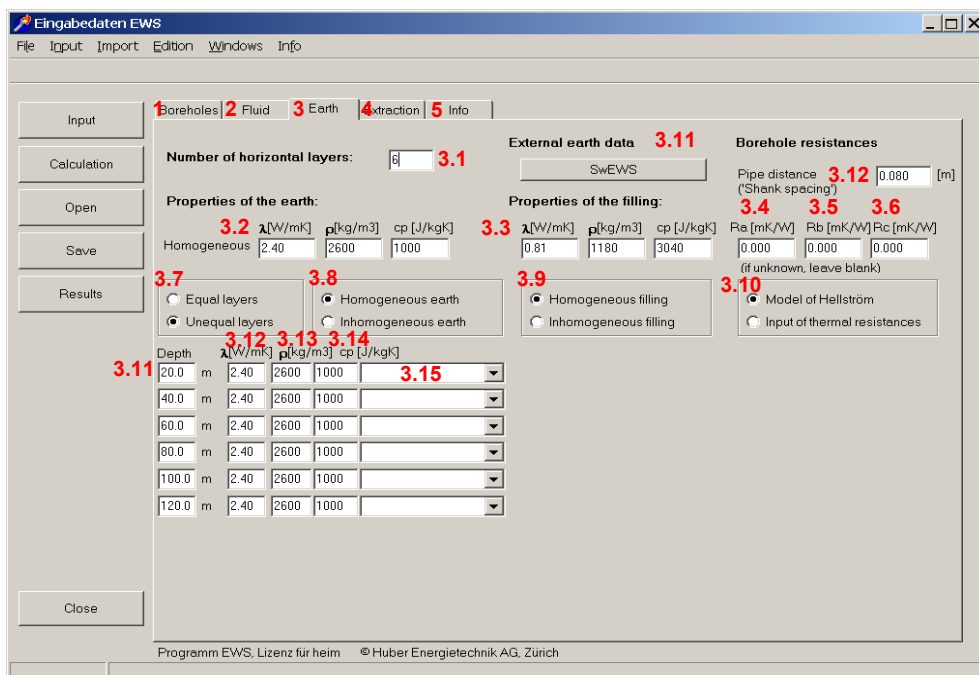 Eingabedaten EWS
File Input Import Edition Windows Info
1 Boreholes 2 Fluid 3 Earth 4 Extraction 5 Info
Input
Calculation
Open
Save
Results
Close
Number of horizontal layers: 6 3.1
External earth data 3.11
SwEWS
Borehole resistances
Pipe distance 3.12 0.080 [m]
('Shank spacing')
Properties of the earth:
3.2 λ[W/mK] ρ[kg/m3] cp [J/kgK]
Homogeneous 2.40 2600 1000
Properties of the filling:
3.3 λ[W/mK] ρ[kg/m3] cp [J/kgK]
0.81 1180 3040
3.4 3.5 3.6
Ra [mK/W] Rb [mK/W] Rc [mK/W]
0.000 0.000 0.000
(if unknown, leave blank)
3.7
Equal layers
Unequal layers
3.8
Homogeneous earth
Inhomogeneous earth
3.9
Homogeneous filling
Inhomogeneous filling
3.10
Model of Hellström
Input of thermal resistances
3.12 3.13 3.14
Depth λ[W/mK] ρ[kg/m3] cp [J/kgK]
3.11 20.0 m 2.40 2600 1000 3.15
40.0 m 2.40 2600 1000
60.0 m 2.40 2600 1000
80.0 m 2.40 2600 1000
100.0 m 2.40 2600 1000
120.0 m 2.40 2600 1000
Programm EWS, Lizenz für heim © Huber Energietechnik AG, Zürich